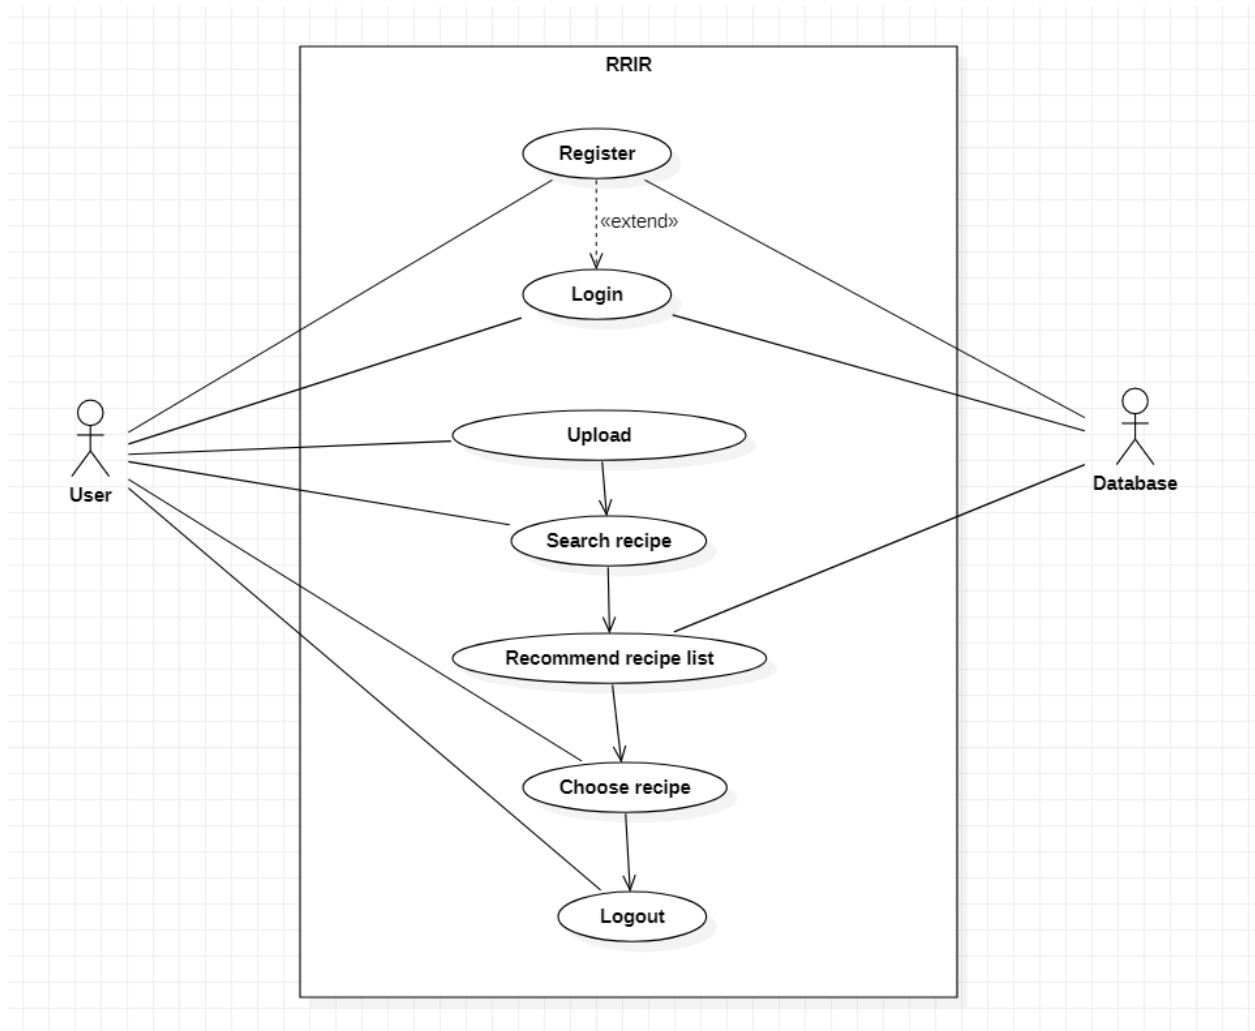 RRIR
Register
«extend»
Login
Upload
User
Database
Search recipe
Recommend recipe list
Choose recipe
Logout